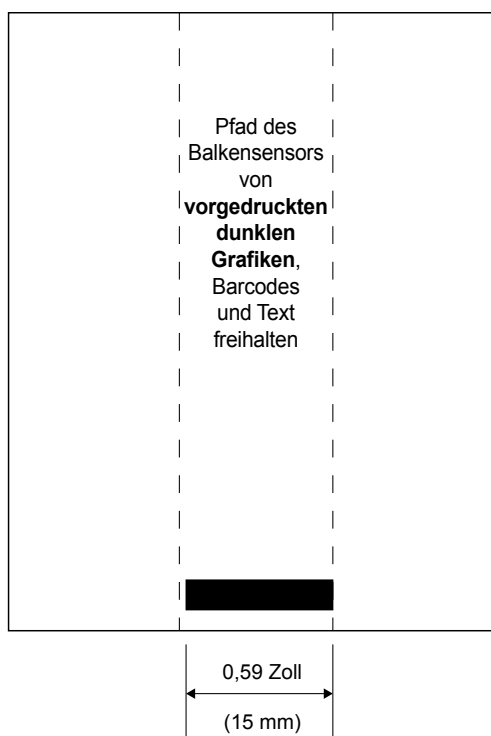 Pfad des
Balkensensors
von
vorgedruckten
dunklen
Grafiken,
Barcodes
und Text
freihalten
0,59 Zoll
(15 mm)